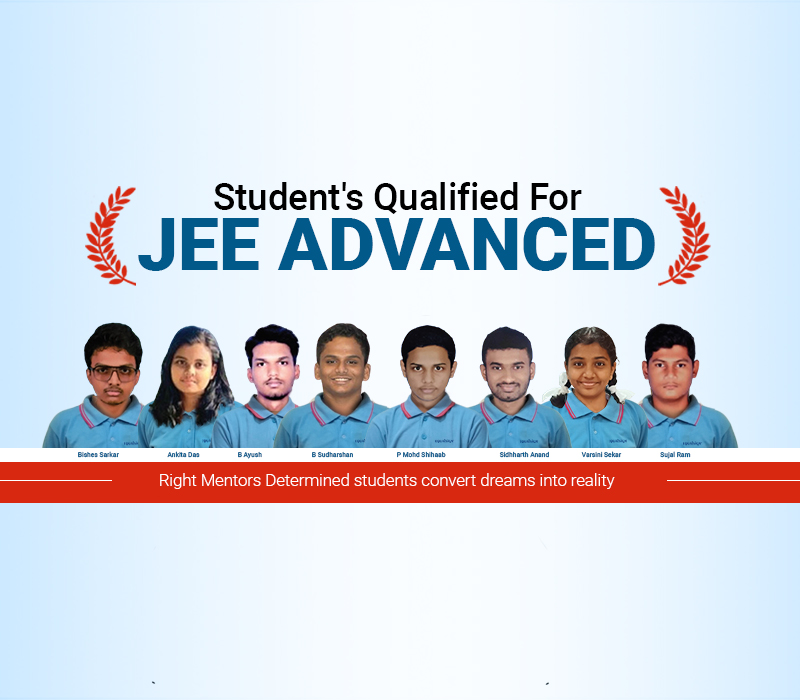 Student's Qualified For
JEE ADVANCED
Bishes Sarkar Ankita Das B Ayush B Sudharshan P Mohd Shihaab Sidhharth Anand Varsini Sekar Sujal Ram
Right Mentors Determined students convert dreams into reality